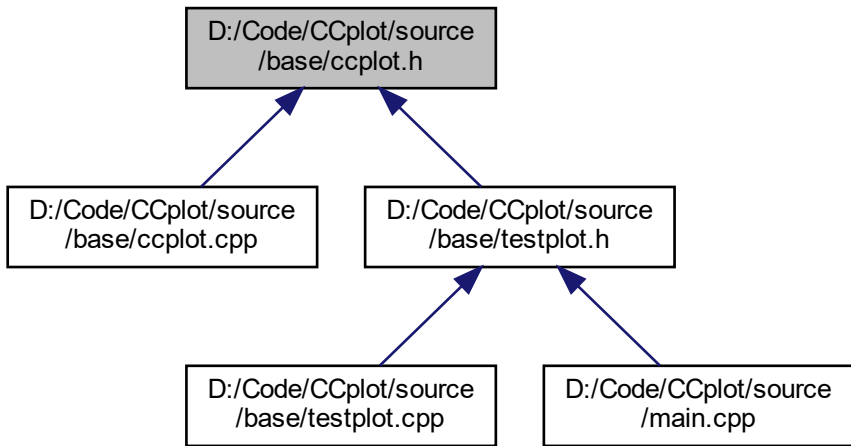 D:/Code/CCplot/source
/base/ccplot.h
D:/Code/CCplot/source
/base/ccplot.cpp
D:/Code/CCplot/source
/base/testplot.h
D:/Code/CCplot/source
/base/testplot.cpp
D:/Code/CCplot/source
/main.cpp